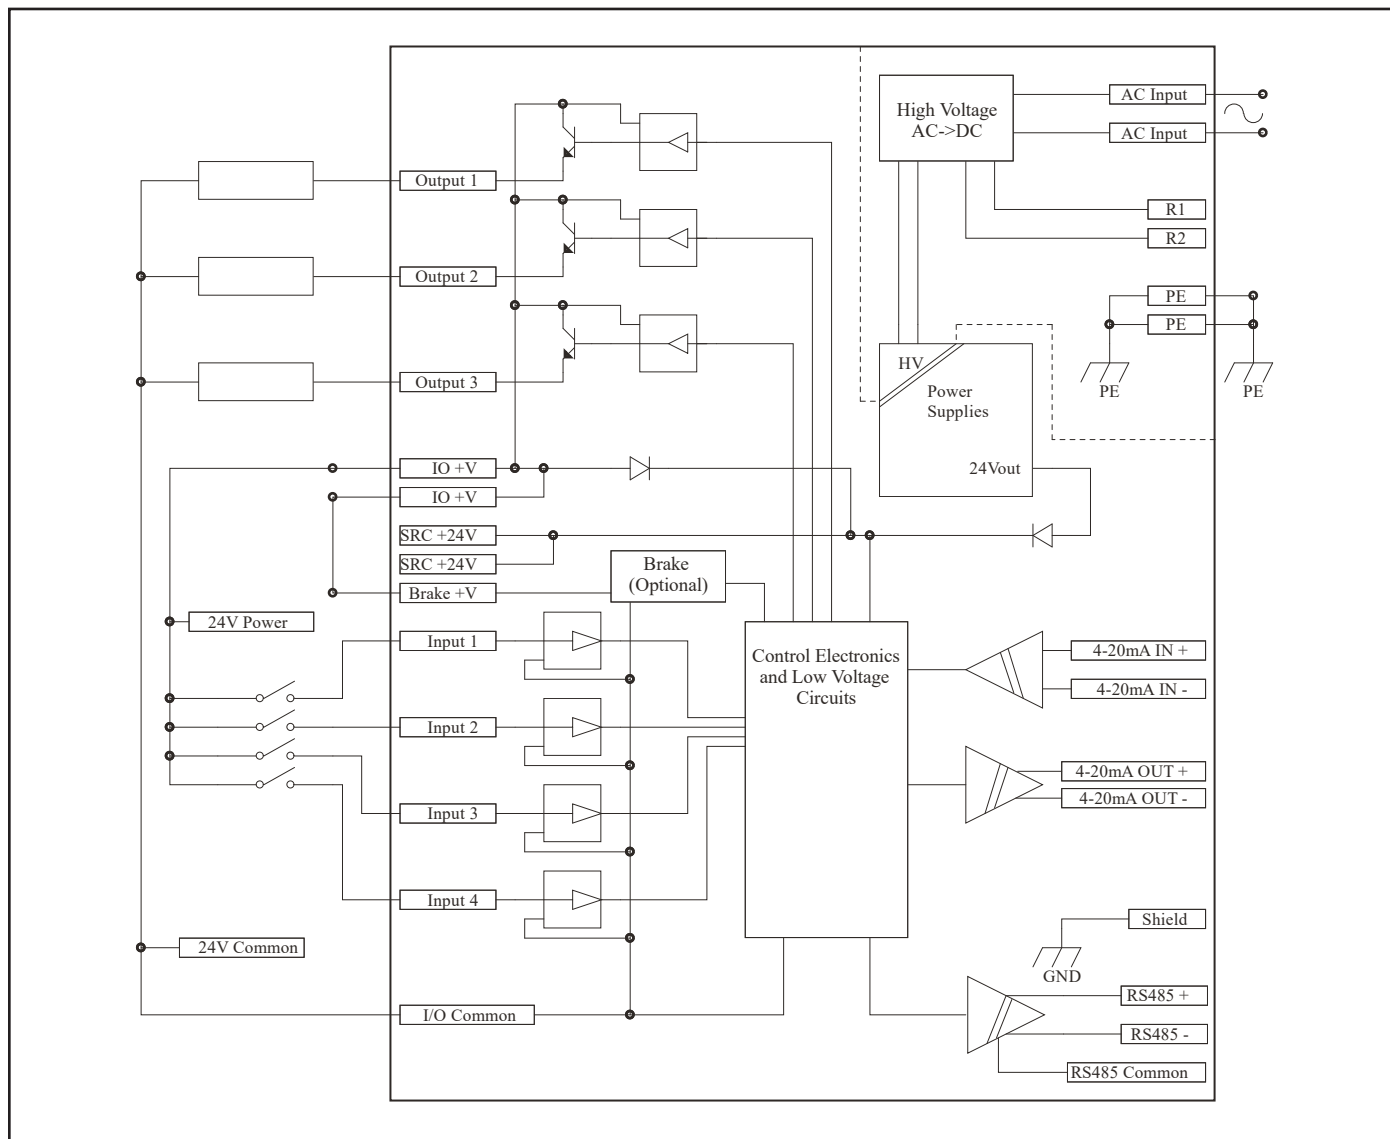 High Voltage
AC->DC
AC Input
AC Input
Output 1
R1
R2
Output 2
PE
PE
HV
Power
Supplies
PE
PE
Output 3
IO +V
24Vout
IO +V
SRC +24V
SRC +24V
Brake
(Optional)
Brake +V
24V Power
Input 1
Control Electronics
and Low Voltage
Circuits
4-20mA IN +
4-20mA IN -
Input 2
4-20mA OUT +
4-20mA OUT -
Input 3
Input 4
Shield
24V Common
GND
RS485 +
I/O Common
RS485 -
RS485 Common